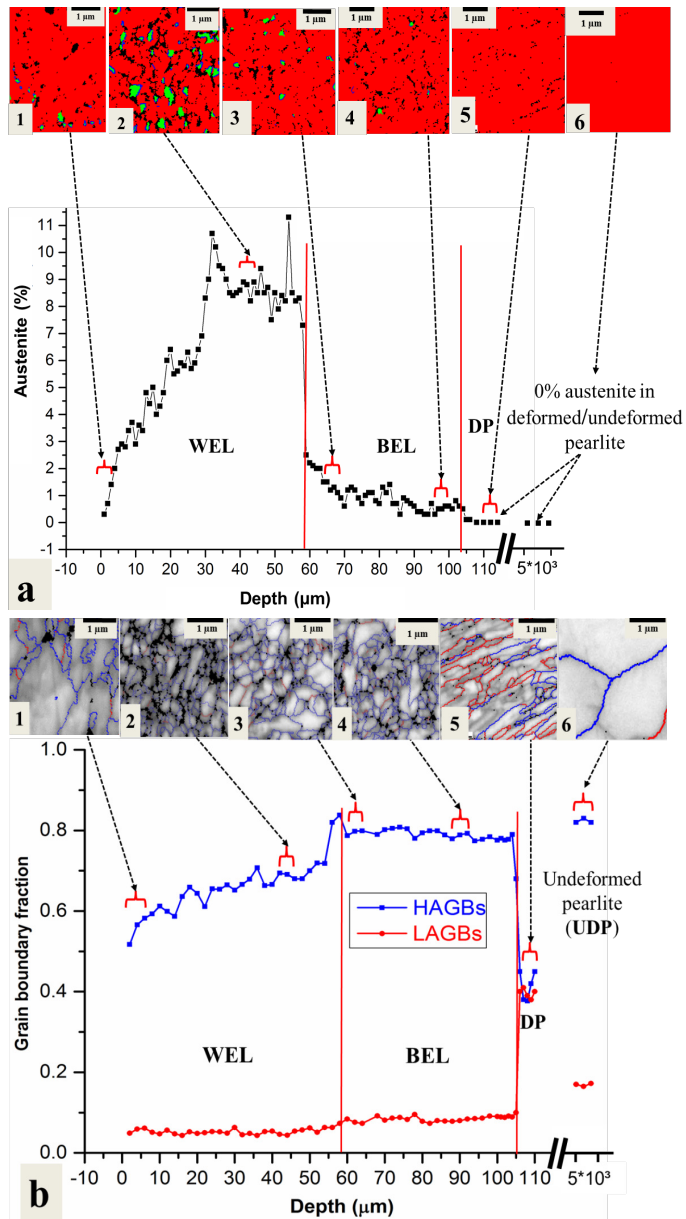 1 µm
1 µm
1 µm
1 µm
1 µm
1 µm
1
2
3
4
5
6
11
10
9
8
7
6
5
4
3
2
1
0
-1
Austenite (%)
WEL
BEL
DP
0% austenite in
deformed/undeformed
pearlite
-10 0 10 20 30 40 50 60 70 80 90 100 110 5*10³
Depth (µm)
a
1 µm
1 µm
1 µm
1 µm
1 µm
1 µm
1
2
3
4
5
6
1.0
0.8
0.6
0.4
0.2
0.0
Grain boundary fraction
HAGBs
LAGBs
Undeformed
pearlite
(UDP)
WEL
BEL
DP
-10 0 10 20 30 40 50 60 70 80 90 100 110 5*10³
Depth (µm)
b